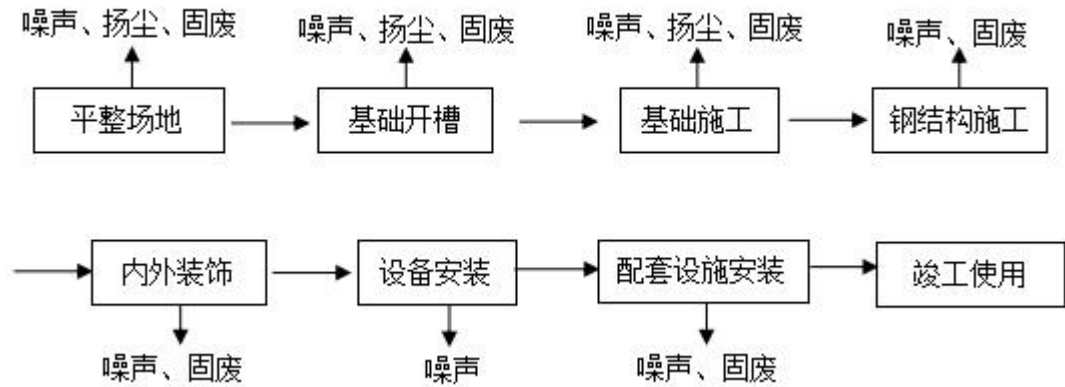 噪声、扬尘、固废
噪声、扬尘、固废
噪声、扬尘、固废
噪声、固废
平整场地
基础开槽
基础施工
钢结构施工
内外装饰
设备安装
配套设施安装
竣工使用
噪声、固废
噪声
噪声、固废